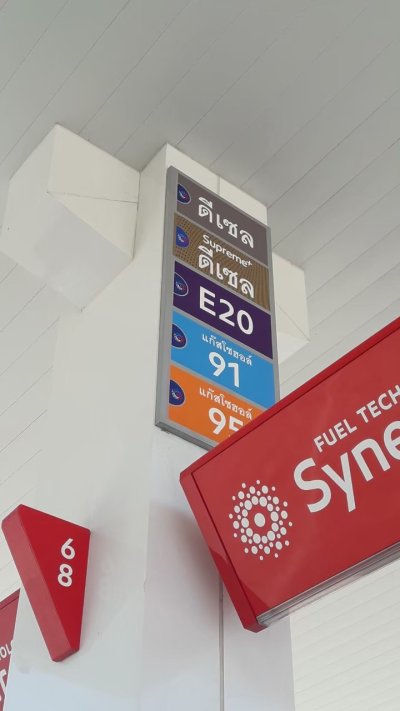 ดีเซล
Supreme+
ดีเซล
E20
แก๊สโซฮอล์
91
แก๊สโซฮอล์
95
FUEL TECH
Syne
6
8